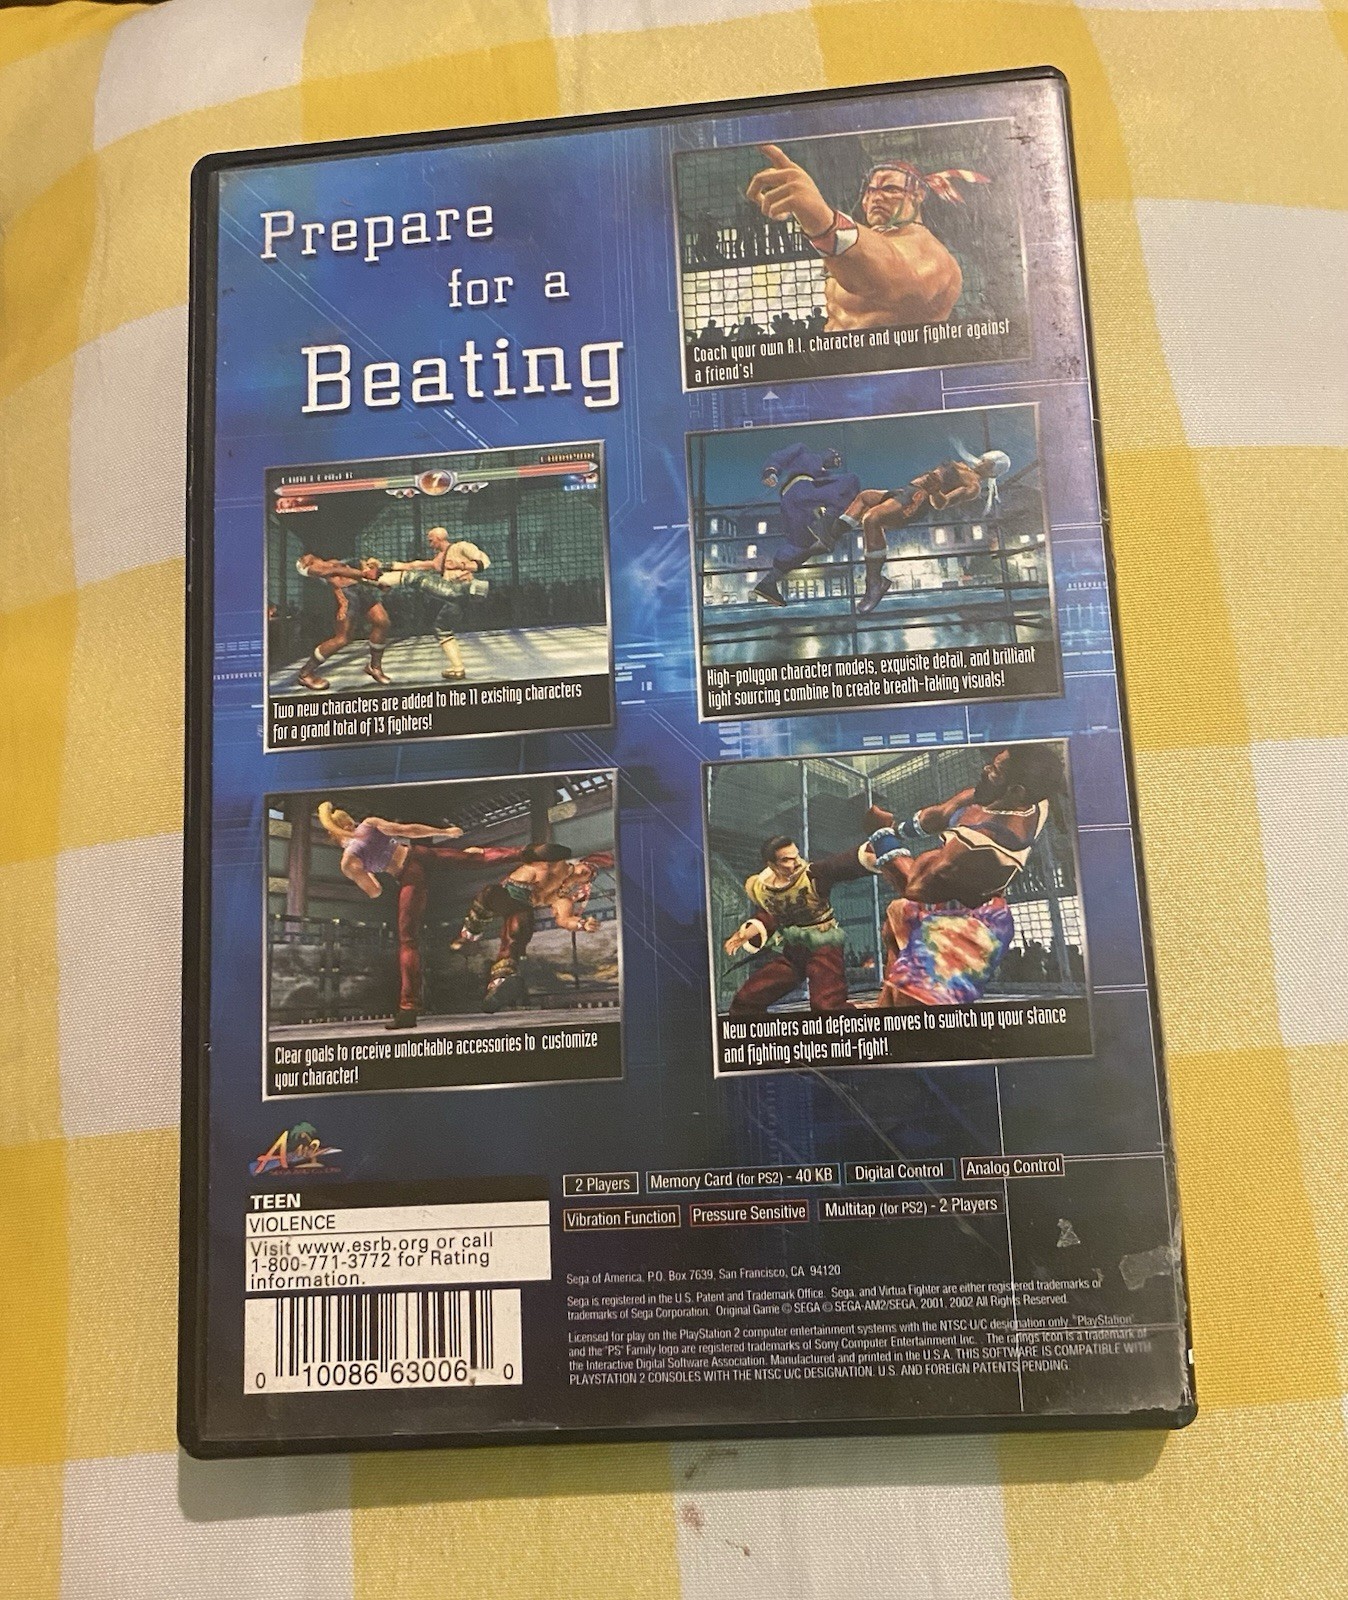 Prepare
for a
Beating
Coach your own A.I. character and your fighter against
a friend's!
CHALLENGER
CHAMPION
Two new characters are added to the 11 existing characters
for a grand total of 13 fighters!
High-polygon character models, exquisite detail, and brilliant
light sourcing combine to create breath-taking visuals!
Clear goals to receive unlockable accessories to customize
your character!
New counters and defensive moves to switch up your stance
and fighting styles mid-fight!
AM2
TEEN
VIOLENCE
Visit www.esrb.org or call
1-800-771-3772 for Rating
information.
0 10086 63006 0
2 Players
Memory Card (for PS2) - 40 KB
Digital Control
Analog Control
Vibration Function
Pressure Sensitive
Multitap (for PS2) - 2 Players
Sega of America, P.O. Box 7639, San Francisco, CA 94120
Sega is registered in the U.S. Patent and Trademark Office. Sega, and Virtua Fighter are either registered trademarks or
trademarks of Sega Corporation. Original Game © SEGA © SEGA-AM2/SEGA, 2001, 2002 All Rights Reserved.
Licensed for play on the PlayStation 2 computer entertainment systems with the NTSC U/C designation only. "PlayStation"
and the "PS" Family logo are registered trademarks of Sony Computer Entertainment Inc. . The ratings icon is a trademark of
the Interactive Digital Software Association. Manufactured and printed in the U.S.A. THIS SOFTWARE IS COMPATIBLE WITH
PLAYSTATION 2 CONSOLES WITH THE NTSC U/C DESIGNATION. U.S. AND FOREIGN PATENTS PENDING.